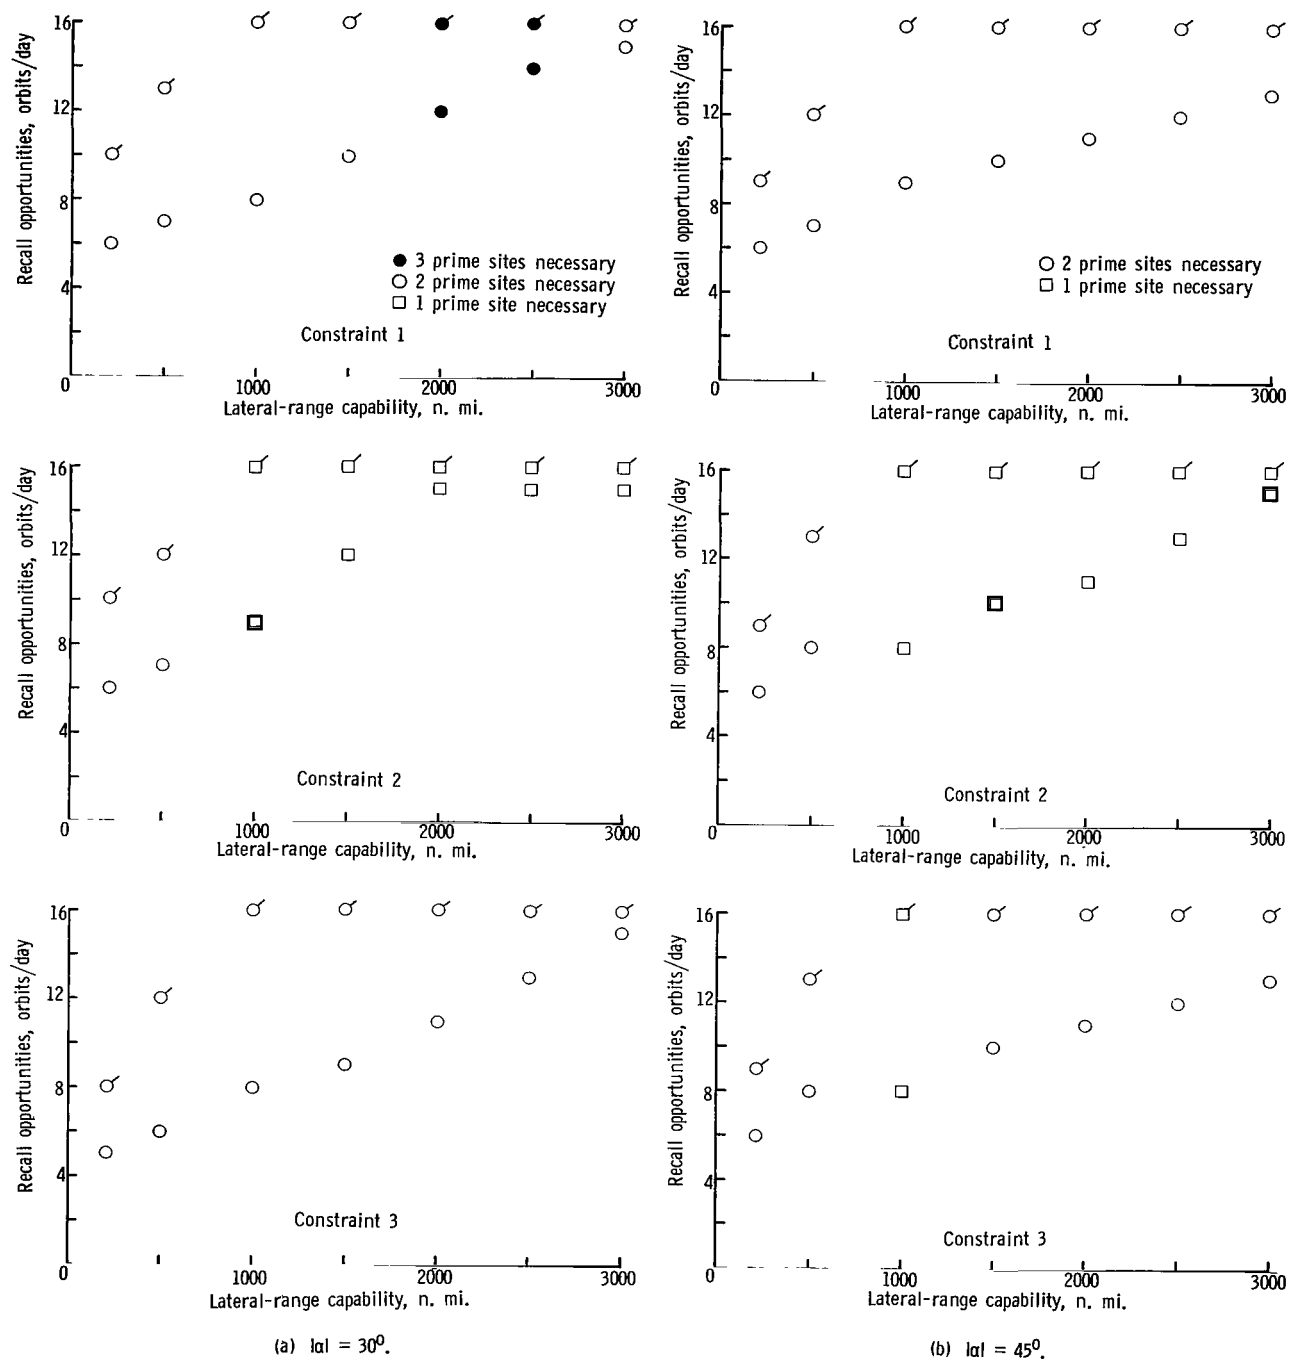 16
12
8
4
0
Recall opportunities, orbits/day
3 prime sites necessary
2 prime sites necessary
1 prime site necessary
Constraint 1
1000 2000 3000
Lateral-range capability, n. mi.
16
12
8
4
0
Recall opportunities, orbits/day
2 prime sites necessary
1 prime site necessary
Constraint 1
1000 2000 3000
Lateral-range capability, n. mi.
16
12
8
4
0
Recall opportunities, orbits/day
Constraint 2
1000 2000 3000
Lateral-range capability, n. mi.
16
12
8
4
0
Recall opportunities, orbits/day
Constraint 2
1000 2000 3000
Lateral-range capability, n. mi.
16
12
8
4
0
Recall opportunities, orbits/day
Constraint 3
1000 2000 3000
Lateral-range capability, n. mi.
(a) |α| = 30⁰.
16
12
8
4
0
Recall opportunities, orbits/day
Constraint 3
1000 2000 3000
Lateral-range capability, n. mi.
(b) |α| = 45⁰.